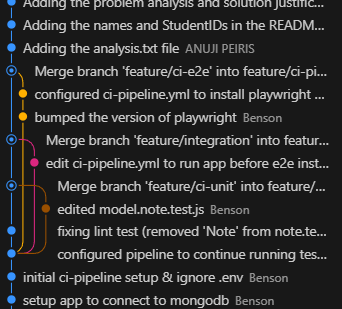 Adding the problem analysis and solution justific...
Adding the names and StudentIDs in the READM...
Adding the analysis.txt file ANUJI PEIRIS
Merge branch 'feature/ci-e2e' into feature/ci-pi...
configured ci-pipeline.yml to install playwright ...
bumped the version of playwright Benson
Merge branch 'feature/integration' into featur...
edit ci-pipeline.yml to run app before e2e inst...
Merge branch 'feature/ci-unit' into feature/...
edited model.note.test.js Benson
fixing lint test (removed 'Note' from note.te...
configured pipeline to continue running tes...
initial ci-pipeline setup & ignore .env Benson
setup app to connect to mongodb Benson